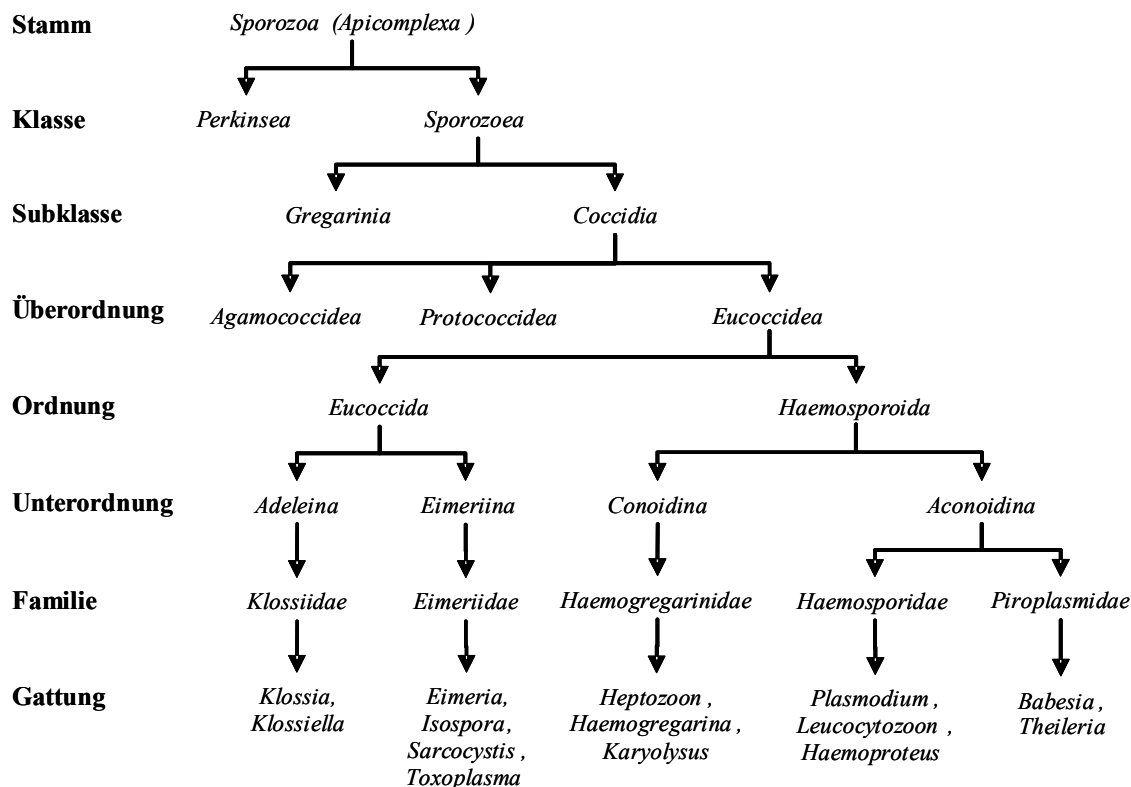 Stamm Sporozoa (Apicomplexa )
Klasse Perkinsea Sporozoea
Subklasse Gregarinia Coccidia
Überordnung Agamococcidea Protococcidea Eucoccidea
Ordnung Eucoccida Haemosporoida
Unterordnung Adeleina Eimeriina Conoidina Aconoidina
Familie Klossiidae Eimeriidae Haemogregarinidae Haemosporidae Piroplasmidae
Gattung
Klossia,
Klossiella
Eimeria,
Isospora,
Sarcocystis ,
Toxoplasma
Heptozoon ,
Haemogregarina ,
Karyolysus
Plasmodium ,
Leucocytozoon ,
Haemoproteus
Babesia ,
Theileria